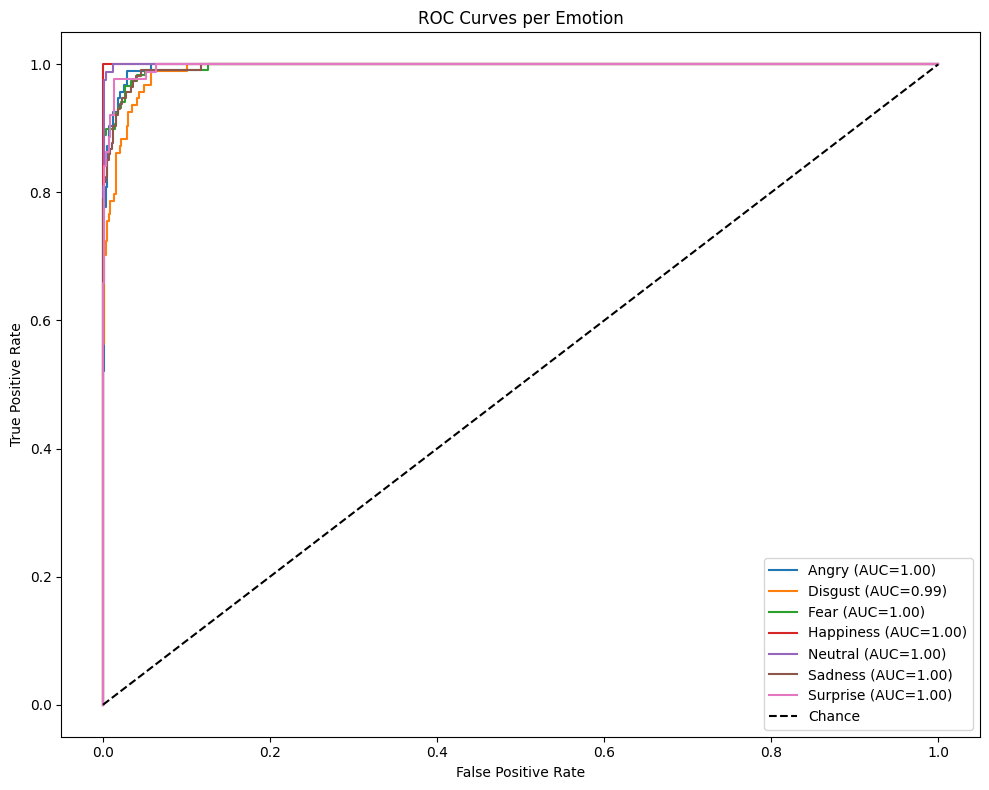 ROC Curves per Emotion
True Positive Rate
1.0
0.8
0.6
0.4
0.2
0.0
Angry (AUC=1.00)
Disgust (AUC=0.99)
Fear (AUC=1.00)
Happiness (AUC=1.00)
Neutral (AUC=1.00)
Sadness (AUC=1.00)
Surprise (AUC=1.00)
Chance
0.0 0.2 0.4 0.6 0.8 1.0
False Positive Rate